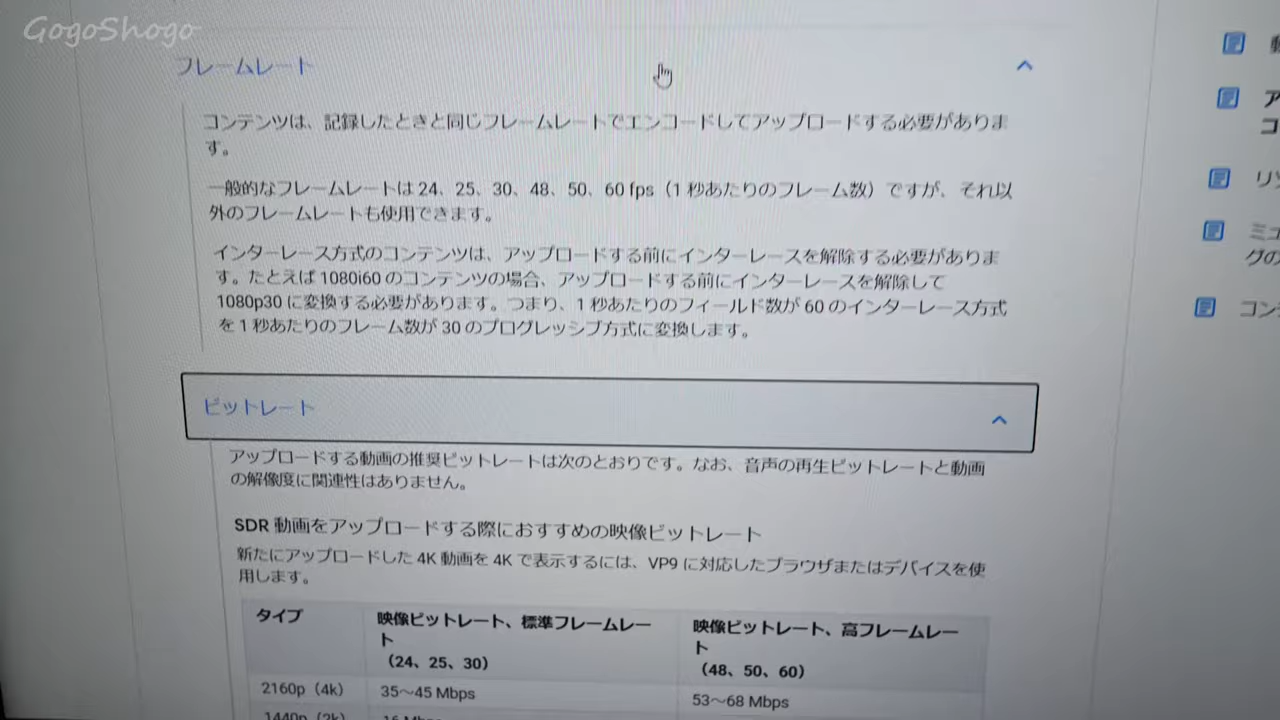 GogoShogo
フレームレート
コンテンツは、記録したときと同じフレームレートでエンコードしてアップロードする必要がありま
す。
一般的なフレームレートは 24、25、30、48、50、60 fps（1 秒あたりのフレーム数）ですが、それ以
外のフレームレートも使用できます。
インターレース方式のコンテンツは、アップロードする前にインターレースを解除する必要がありま
す。たとえば 1080i60 のコンテンツの場合、アップロードする前にインターレースを解除して
1080p30 に変換する必要があります。つまり、1 秒あたりのフィールド数が 60 のインターレース方式
を 1 秒あたりのフレーム数が 30 のプログレッシブ方式に変換します。
ビットレート
アップロードする動画の推奨ビットレートは次のとおりです。なお、音声の再生ビットレートと動画
の解像度に関連性はありません。
SDR 動画をアップロードする際におすすめの映像ビットレート
新たにアップロードした 4K 動画を 4K で表示するには、VP9 に対応したブラウザまたはデバイスを使
用します。
タイプ
映像ビットレート、標準フレームレー
ト
（24、25、30）
映像ビットレート、高フレームレー
ト
（48、50、60）
2160p（4k）
35～45 Mbps
53～68 Mbps
1440p（2k）
16 Mbps
ア
コ
リ
ミュ
グの
コン